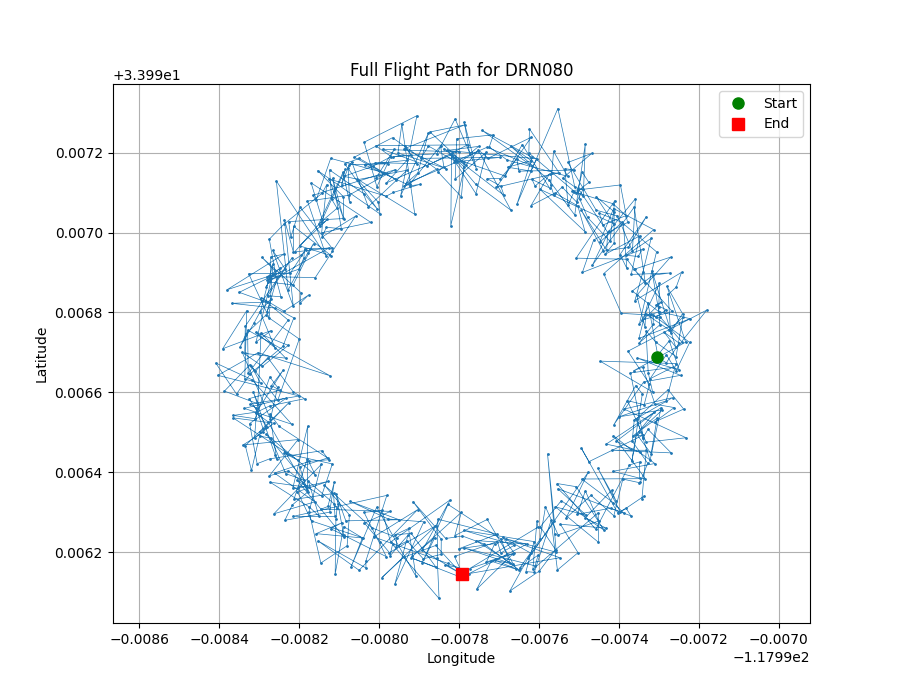 Full Flight Path for DRN080
+3.399e1
Start
End
0.0072
0.0070
0.0068
0.0066
0.0064
0.0062
Latitude
−0.0086 −0.0084 −0.0082 −0.0080 −0.0078 −0.0076 −0.0074 −0.0072 −0.0070
Longitude
−1.1799e2